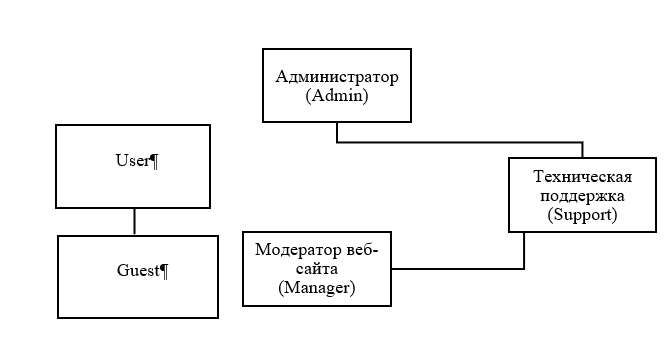 Администратор
(Admin)
User¶
Техническая
поддержка
(Support)
Guest¶
Модератор веб-
сайта
(Manager)